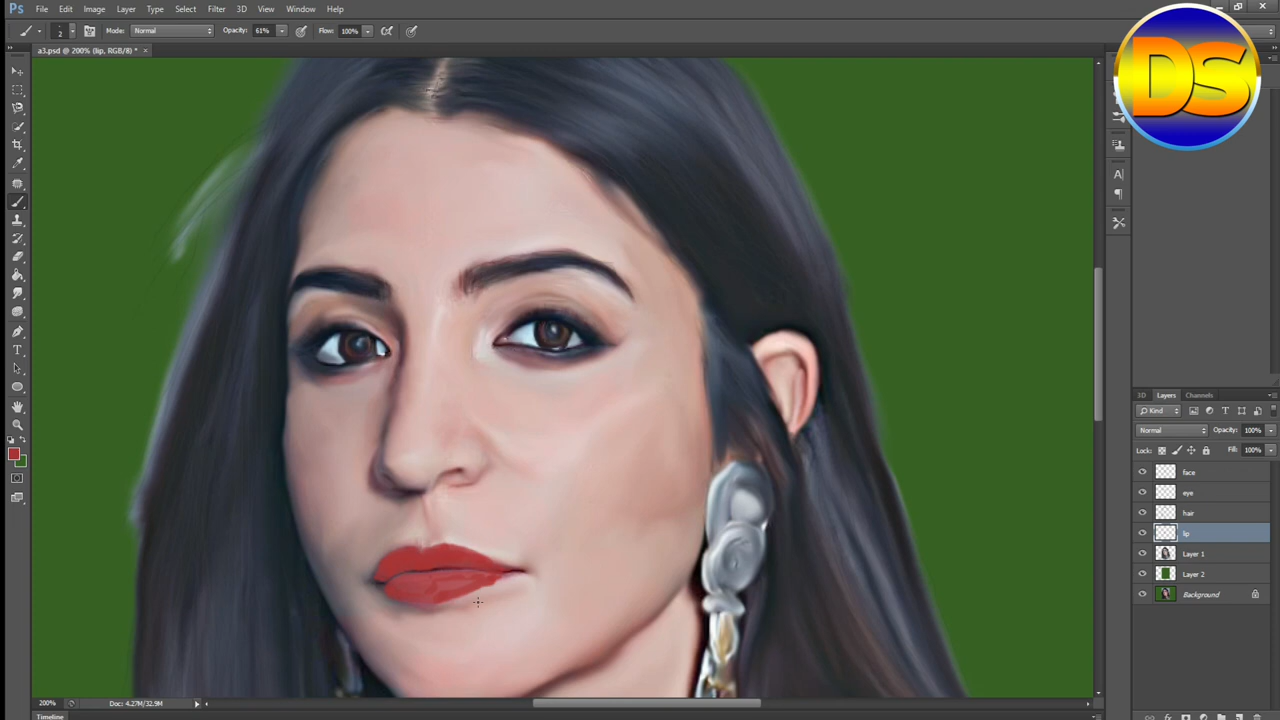 Ps File Edit Image Layer Type Select Filter 3D View Window Help
2 Mode: Normal Opacity: 61% Flow: 100%
DS
a3.psd @ 200% (lip, RGB/8) * ×
3D Layers Channels
Kind
Normal Opacity: 100%
Lock: Fill: 100%
face
eye
hair
lip
Layer 1
Layer 2
Background
200% Doc: 4.27M/32.9M
Timeline